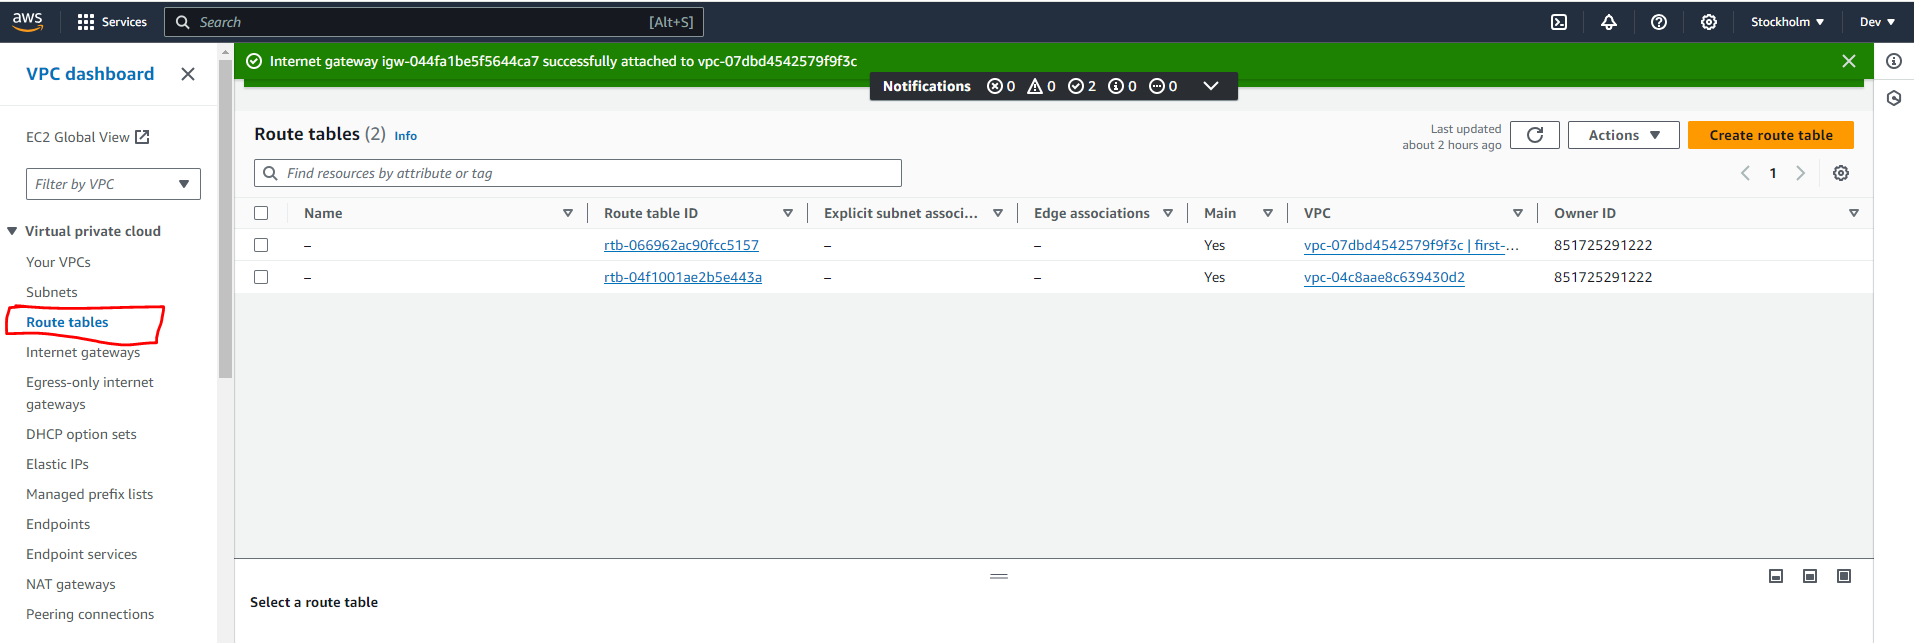 aws Services Search [Alt+S] Stockholm ▼ Dev ▼
VPC dashboard
Internet gateway igw-044fa1be5f5644ca7 successfully attached to vpc-07dbd4542579f9f3c
Notifications 0 0 2 0 0
EC2 Global View
Filter by VPC
Virtual private cloud
Your VPCs
Subnets
Route tables
Internet gateways
Egress-only internet
gateways
DHCP option sets
Elastic IPs
Managed prefix lists
Endpoints
Endpoint services
NAT gateways
Peering connections
Route tables (2) Info
Last updated
about 2 hours ago
Actions Create route table
Find resources by attribute or tag
1
Name Route table ID Explicit subnet associ... Edge associations Main VPC Owner ID
– rtb-066962ac90fcc5157 – – Yes vpc-07dbd4542579f9f3c | first-... 851725291222
– rtb-04f1001ae2b5e443a – – Yes vpc-04c8aae8c639430d2 851725291222
Select a route table